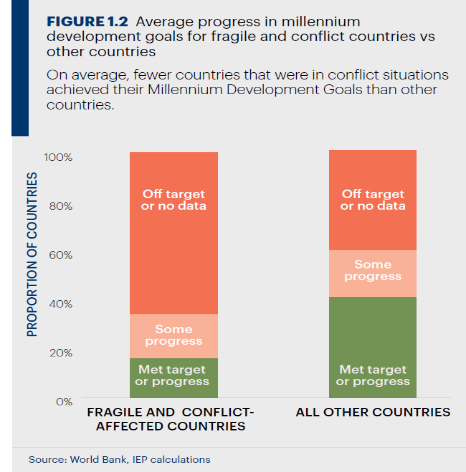 FIGURE 1.2 Average progress in millennium
development goals for fragile and conflict countries vs
other countries
On average, fewer countries that were in conflict situations
achieved their Millennium Development Goals than other
countries.
PROPORTION OF COUNTRIES
100%
80%
60%
40%
20%
0%
Off target
or no data
Some
progress
Met target
or progress
Off target
or no data
Some
progress
Met target
or progress
FRAGILE AND CONFLICT-
AFFECTED COUNTRIES
ALL OTHER COUNTRIES
Source: World Bank, IEP calculations